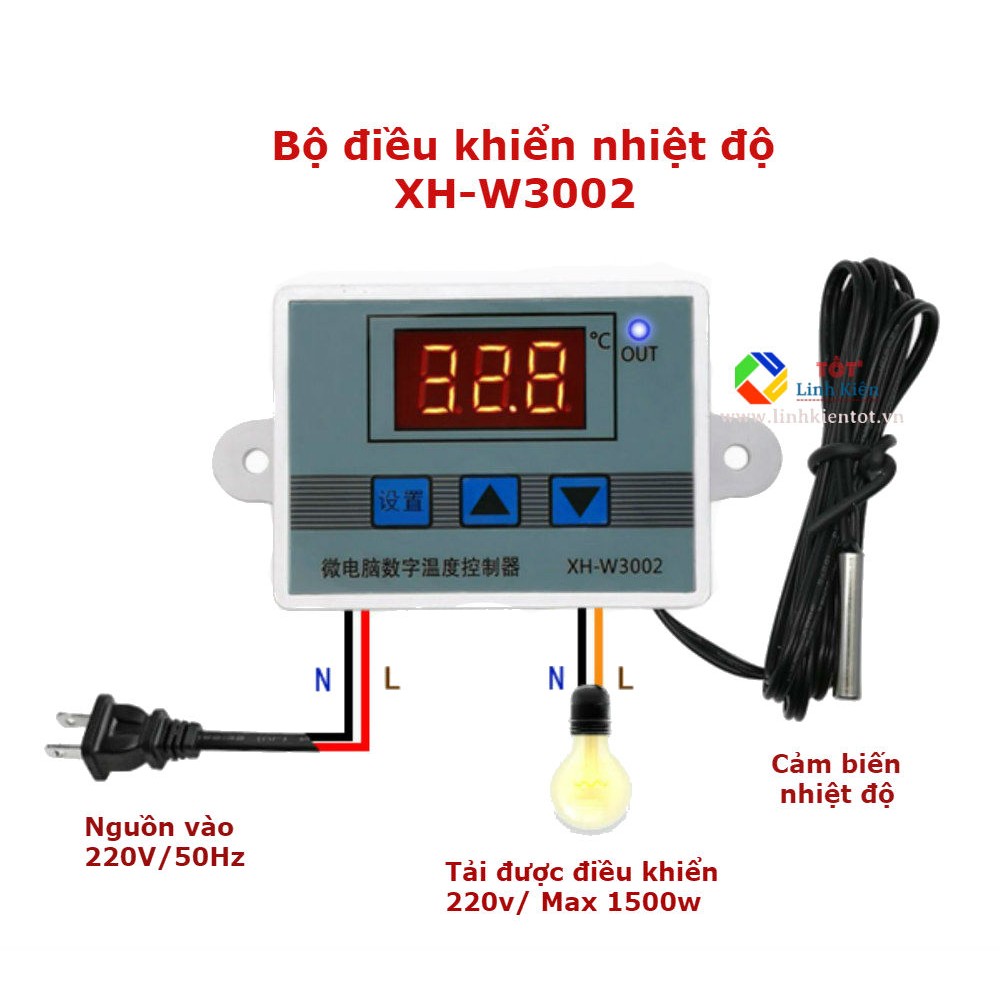 Bộ điều khiển nhiệt độ
XH-W3002
32.8
°C
OUT
TỐT®
Linh Kiện
www.linhkientot.vn
设置
微电脑数字温度控制器 XH-W3002
N L
N L
Nguồn vào
220V/50Hz
Tải được điều khiển
220v/ Max 1500w
Cảm biến
nhiệt độ